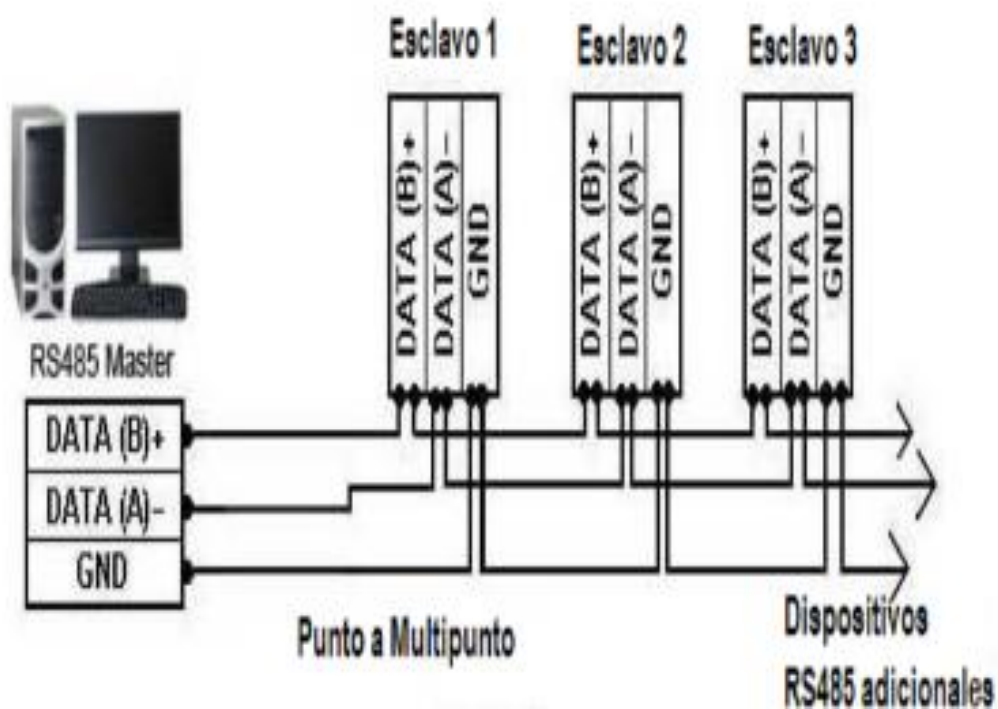 Esclavo 1
Esclavo 2
Esclavo 3
DATA (B)+
DATA (A)-
GND
DATA (B)+
DATA (A)-
GND
DATA (B)+
DATA (A)-
GND
RS485 Master
DATA (B)+
DATA (A)-
GND
Punto a Multipunto
Dispositivos
RS485 adicionales